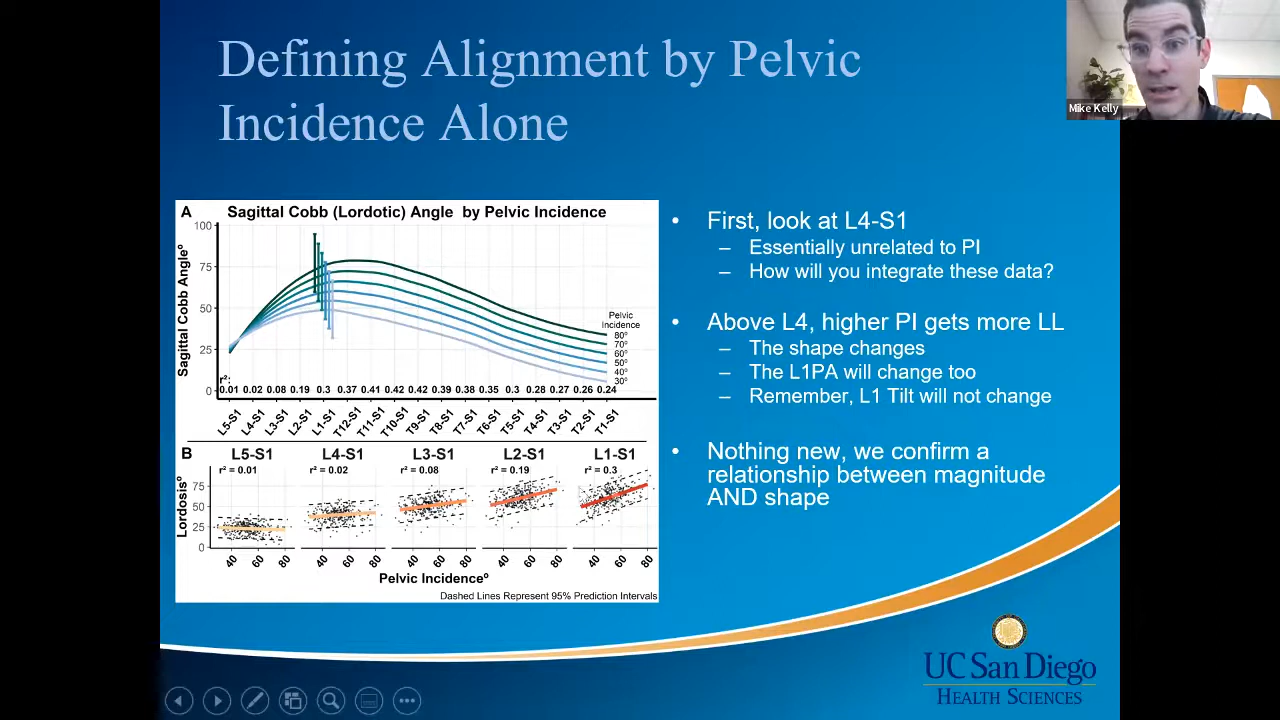 Defining Alignment by Pelvic
Incidence Alone
Mike Kelly
A
Sagittal Cobb (Lordotic) Angle by Pelvic Incidence
Sagittal Cobb Angleº
100
75
50
25
0
Pelvic
Incidence
80º
70º
60º
50º
40º
30º
r²:
0.01 0.02 0.08 0.19 0.3 0.37 0.41 0.42 0.42 0.39 0.38 0.35 0.3 0.28 0.27 0.26 0.24
L5-S1 L4-S1 L3-S1 L2-S1 L1-S1 T12-S1 T11-S1 T10-S1 T9-S1 T8-S1 T7-S1 T6-S1 T5-S1 T4-S1 T3-S1 T2-S1 T1-S1
B
L5-S1 L4-S1 L3-S1 L2-S1 L1-S1
r² = 0.01 r² = 0.02 r² = 0.08 r² = 0.19 r² = 0.3
Lordosisº
75
50
25
0
40 60 80 40 60 80 40 60 80 40 60 80 40 60 80
Pelvic Incidenceº
Dashed Lines Represent 95% Prediction Intervals
• First, look at L4-S1
– Essentially unrelated to PI
– How will you integrate these data?
• Above L4, higher PI gets more LL
– The shape changes
– The L1PA will change too
– Remember, L1 Tilt will not change
• Nothing new, we confirm a
relationship between magnitude
AND shape
UC San Diego
HEALTH SCIENCES